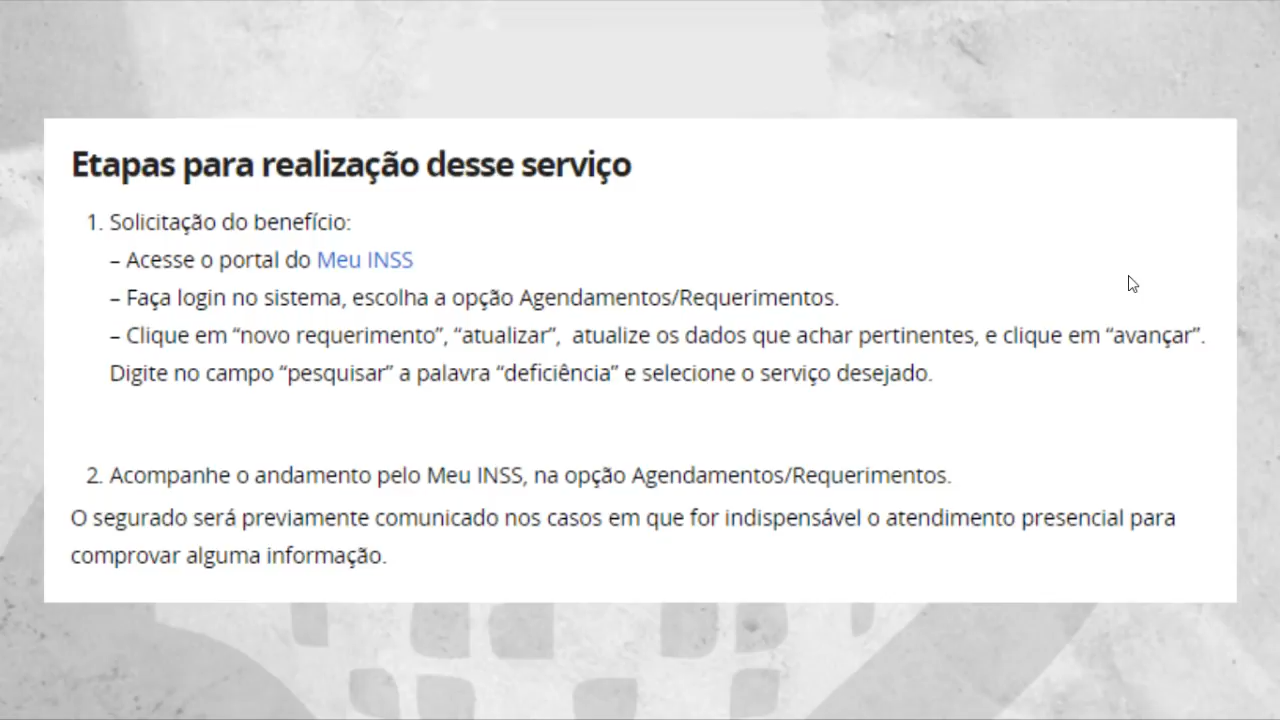 Etapas para realização desse serviço
1. Solicitação do benefício:
– Acesse o portal do Meu INSS
– Faça login no sistema, escolha a opção Agendamentos/Requerimentos.
– Clique em “novo requerimento”, “atualizar”,  atualize os dados que achar pertinentes, e clique em “avançar”.
Digite no campo “pesquisar” a palavra “deficiência” e selecione o serviço desejado.
2. Acompanhe o andamento pelo Meu INSS, na opção Agendamentos/Requerimentos.
O segurado será previamente comunicado nos casos em que for indispensável o atendimento presencial para
comprovar alguma informação.